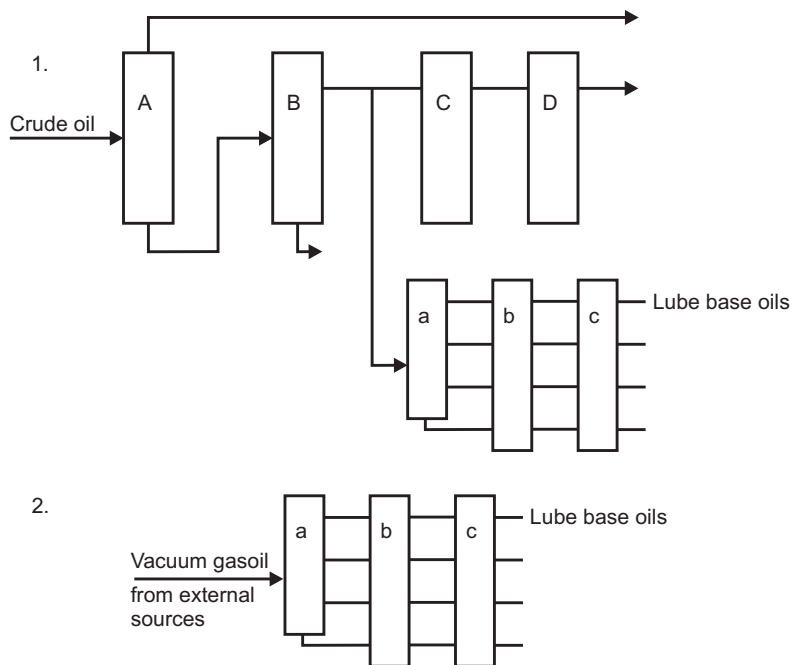 1.
Crude oil
A
B
C
D
a
b
c
Lube base oils
2.
Vacuum gasoil
from external
sources
a
b
c
Lube base oils